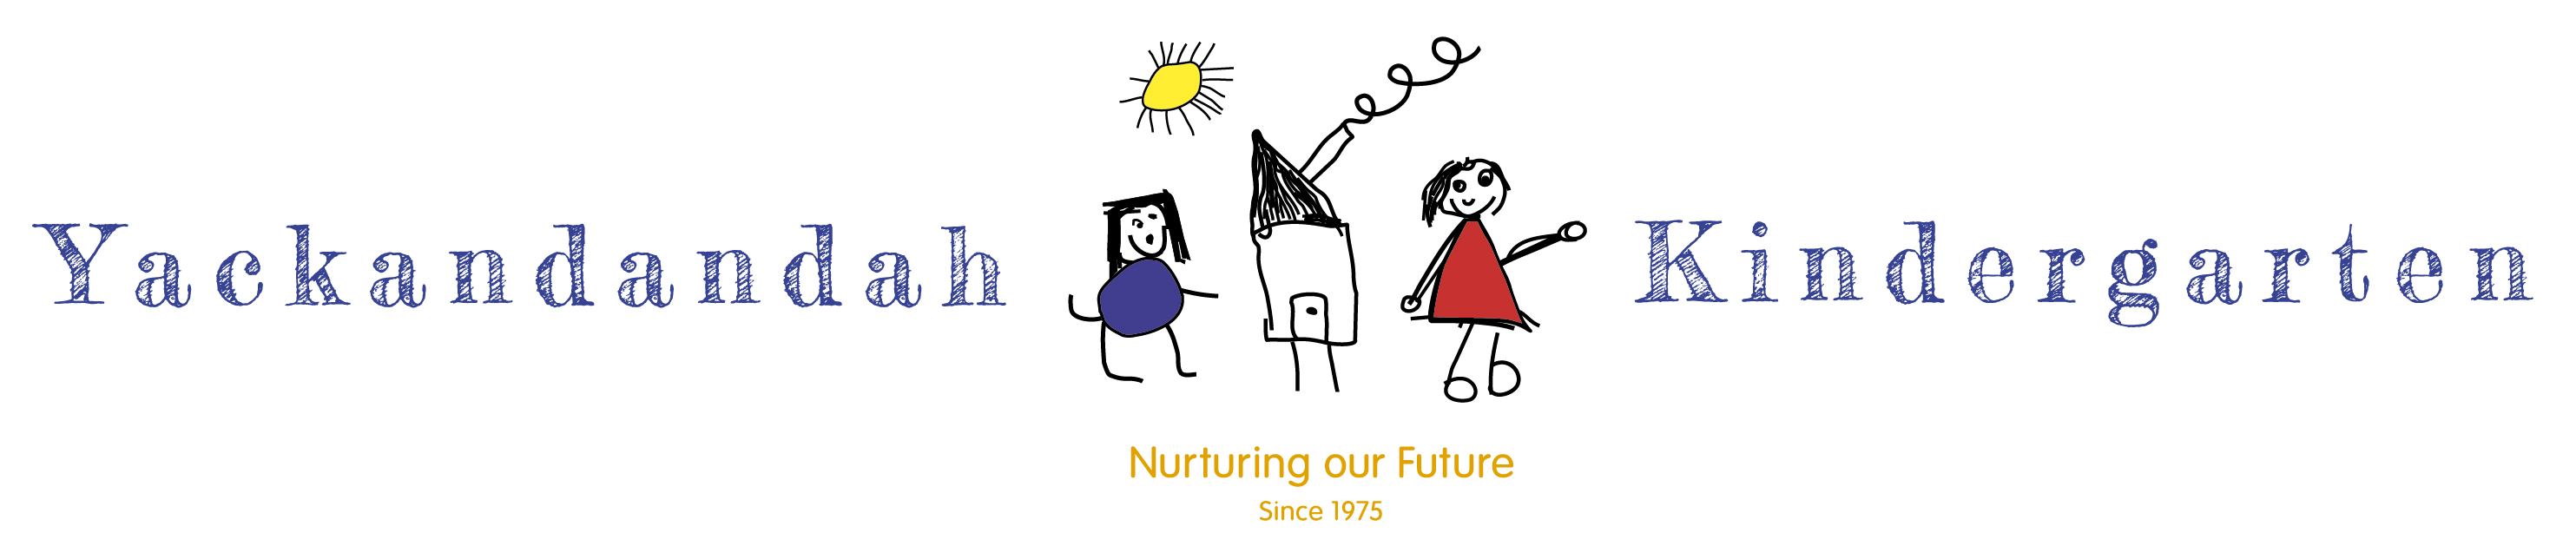 Yackandandah Kindergarten
Nurturing our Future
Since 1975